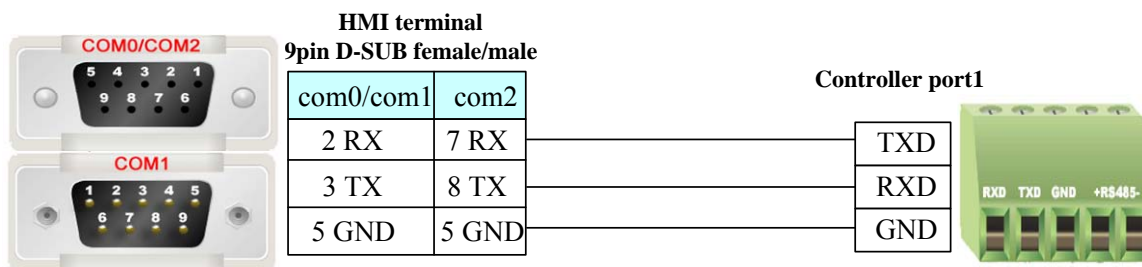 HMI terminal
9pin D-SUB female/male
COM0/COM2
5 4 3 2 1
9 8 7 6
COM1
1 2 3 4 5
6 7 8 9
com0/com1 com2
2 RX 7 RX
3 TX 8 TX
5 GND 5 GND
Controller port1
TXD
RXD
GND
RXD TXD GND +RS485-